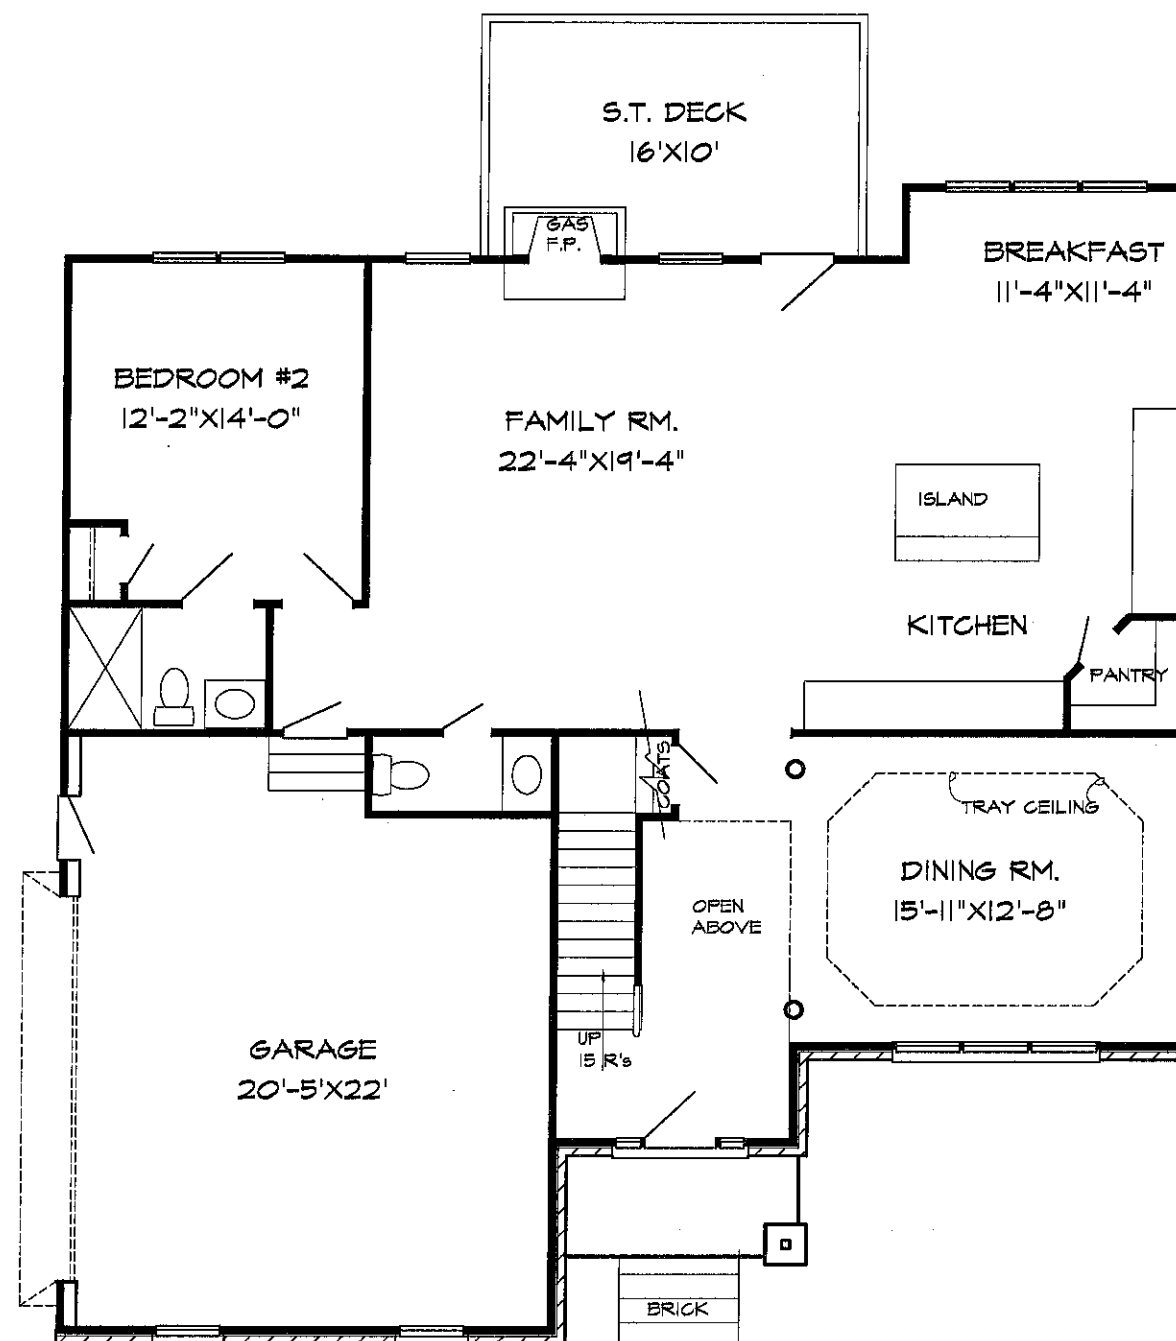 S.T. DECK
16'X10'
GAS
F.P.
BREAKFAST
11'-4"X11'-4"
BEDROOM #2
12'-2"X14'-0"
FAMILY RM.
22'-4"X19'-4"
ISLAND
KITCHEN
PANTRY
COATS
TRAY CEILING
DINING RM.
15'-11"X12'-8"
OPEN
ABOVE
UP
15 R's
GARAGE
20'-5'X22'
BRICK